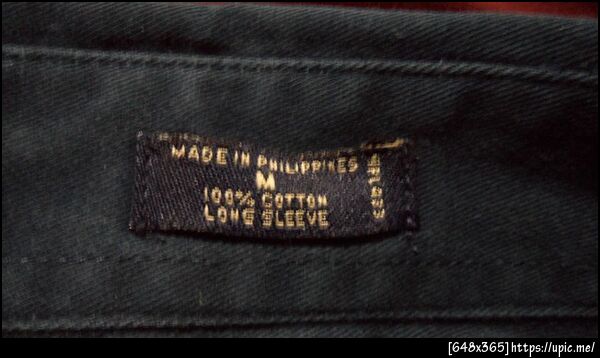 MADE IN PHILIPPINES
M
100% COTTON
LONG SLEEVE
[648x365]https://upic.me/